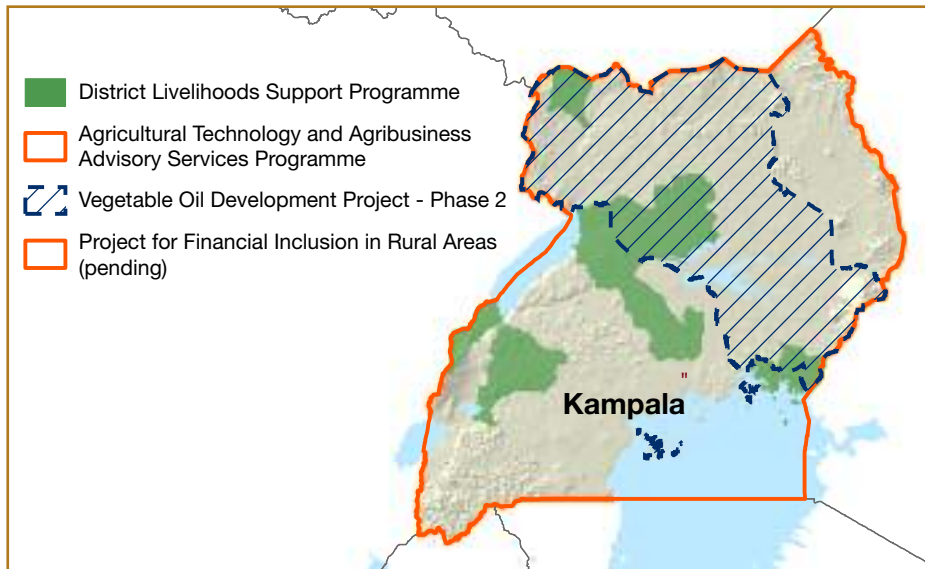 District Livelihoods Support Programme
Agricultural Technology and Agribusiness
Advisory Services Programme
Vegetable Oil Development Project - Phase 2
Project for Financial Inclusion in Rural Areas
(pending)
"
Kampala